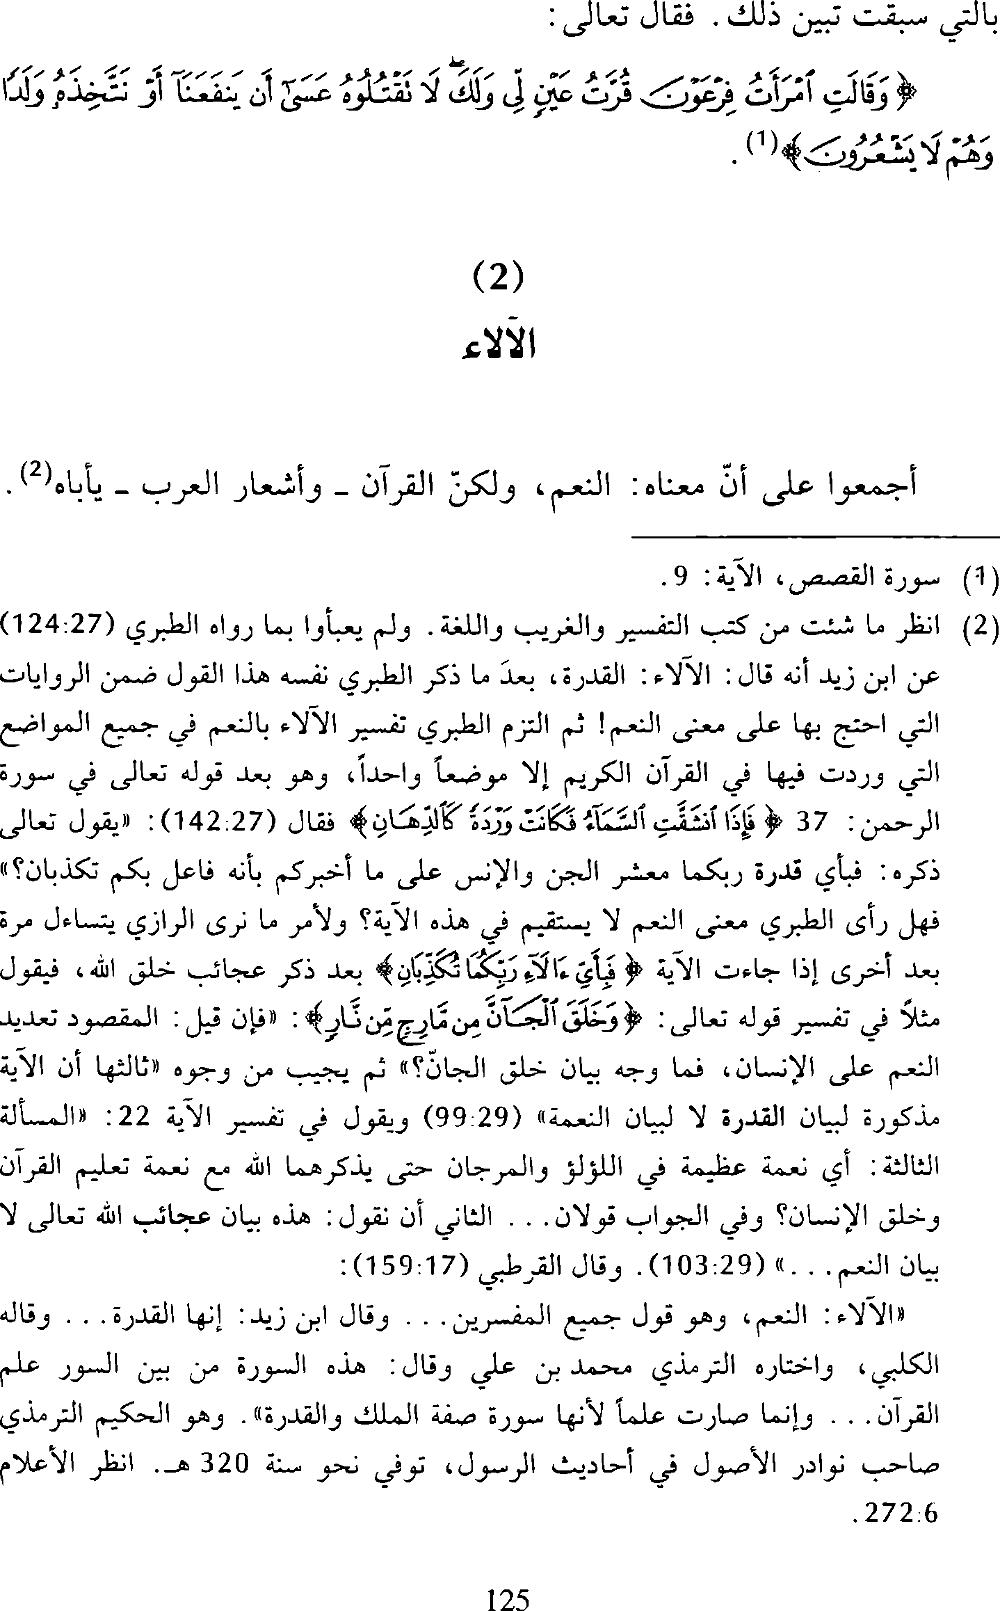 بالتي سبقت تبين ذلك. فقال تعالى:
﴿ وَقَالَتِ ٱمْرَأَتُ فِرْعَوْنَ قُرَّتُ عَيْنٍ لِّى وَلَكَ ۖ لَا نَقْتُلُوهُ عَسَىٰٓ أَن يَنفَعَنَآ أَوْ نَتَّخِذَهُۥ وَلَدًا
وَهُمْ لَا يَشْعُرُونَ﴾(1).
(2)
الآلاء
أجمعوا على أنّ معناه: النعم، ولكنّ القرآن ـ وأشعار العرب ـ يأباه(2).
(1) سورة القصص، الآية: 9.
(2) انظر ما شئت من كتب التفسير والغريب واللغة. ولم يعبأوا بما رواه الطبري (124:27)
عن ابن زيد أنه قال: الآلاء: القدرة، بعدَ ما ذكر الطبري نفسه هذا القول ضمن الروايات
التي احتج بها على معنى النعم! ثم التزم الطبري تفسير الآلاء بالنعم في جميع المواضع
التي وردت فيها في القرآن الكريم إلا موضعاً واحداً، وهو بعد قوله تعالى في سورة
الرحمن: 37 ﴿ فَإِذَا ٱنشَقَّتِ ٱلسَّمَآءُ فَكَانَتْ وَرْدَةً كَٱلدِّهَانِ﴾ فقال (142:27): «يقول تعالى
ذكره: فبأي قدرة ربكما معشر الجن والإنس على ما أخبركم بأنه فاعل بكم تكذبان؟»
فهل رأى الطبري معنى النعم لا يستقيم في هذه الآية؟ ولأمر ما نرى الرازي يتساءل مرة
بعد أخرى إذا جاءت الآية ﴿ فَبِأَىِّ ءَالَآءِ رَبِّكُمَا تُكَذِّبَانِ﴾ بعد ذكر عجائب خلق الله، فيقول
مثلاً في تفسير قوله تعالى: ﴿وَخَلَقَ ٱلْجَآنَّ مِن مَّارِجٍ مِّن نَّارٍ﴾: «فإن قيل: المقصود تعديد
النعم على الإنسان، فما وجه بيان خلق الجانّ؟» ثم يجيب من وجوه «ثالثها أن الآية
مذكورة لبيان القدرة لا لبيان النعمة» (99:29) ويقول في تفسير الآية 22: «المسألة
الثالثة: أي نعمة عظيمة في اللؤلؤ والمرجان حتى يذكرهما الله مع نعمة تعليم القرآن
وخلق الإنسان؟ وفي الجواب قولان... الثاني أن نقول: هذه بيان عجائب الله تعالى لا
بيان النعم...» (103:29). وقال القرطبي (159:17):
«الآلاء: النعم، وهو قول جميع المفسرين... وقال ابن زيد: إنها القدرة... وقاله
الكلبي، واختاره الترمذي محمد بن علي وقال: هذه السورة من بين السور علم
القرآن... وإنما صارت علماً لأنها سورة صفة الملك والقدرة». وهو الحكيم الترمذي
صاحب نوادر الأصول في أحاديث الرسول، توفي نحو سنة 320 هـ. انظر الأعلام
272:6.
125